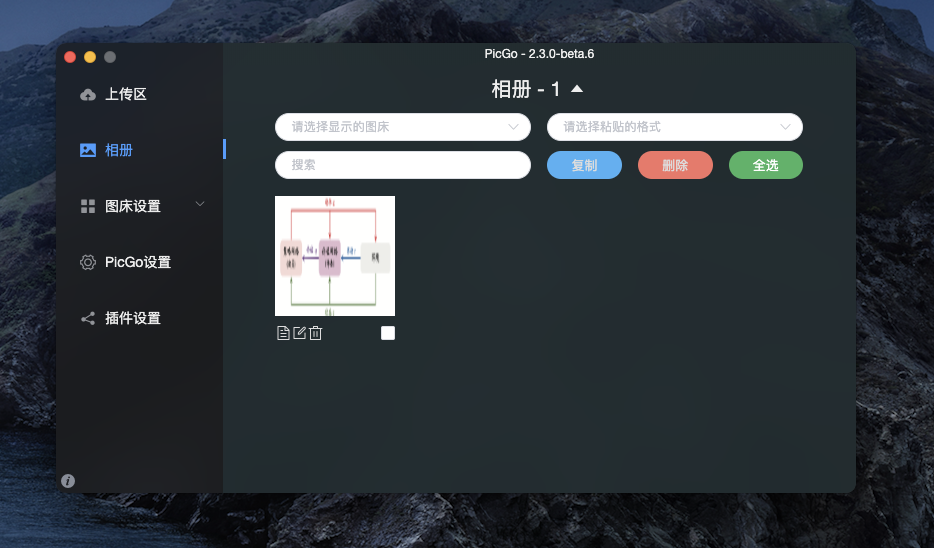 PicGo - 2.3.0-beta.6
上传区
相册
图床设置
PicGo设置
插件设置
相册 - 1
请选择显示的图床
请选择粘贴的格式
搜索
复制
删除
全选